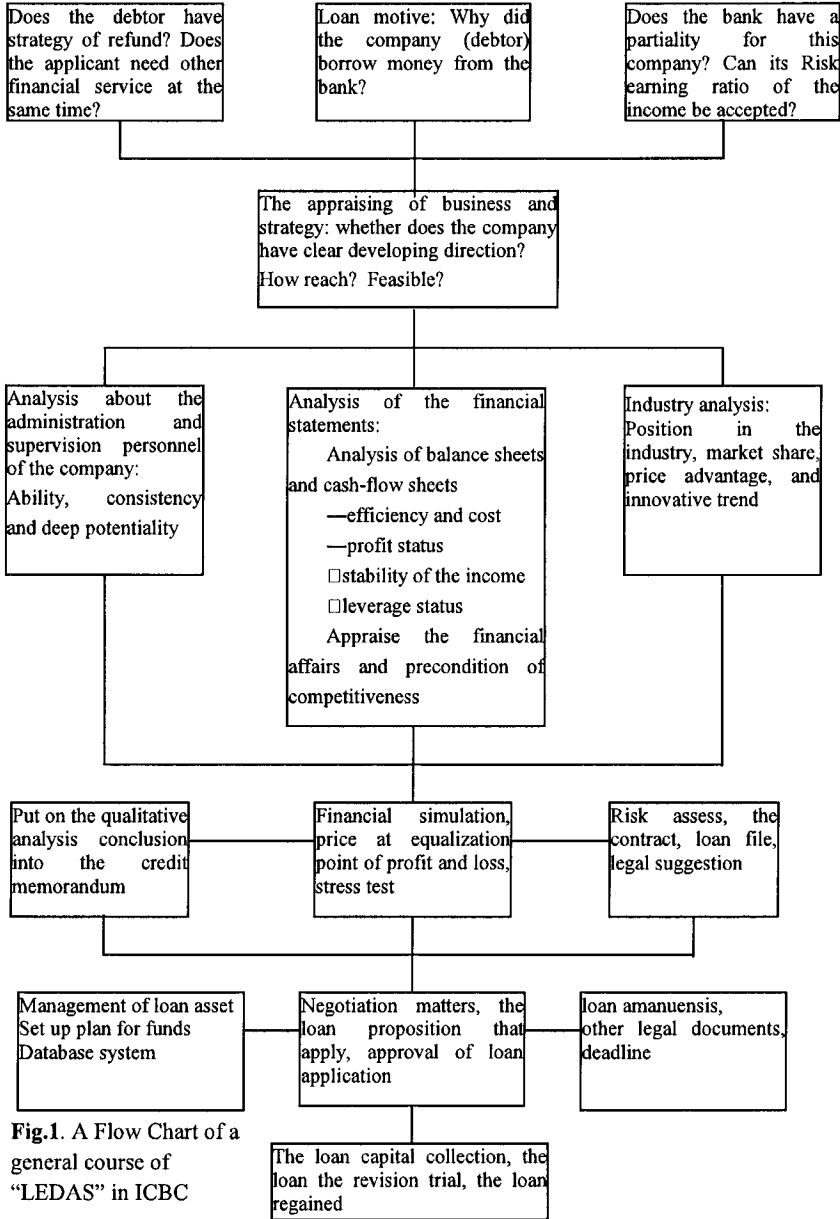 Does the debtor have
strategy of refund? Does
the applicant need other
financial service at the
same time?
Loan motive: Why did
the company (debtor)
borrow money from the
bank?
Does the bank have a
partiality for this
company? Can its Risk
earning ratio of the
income be accepted?
The appraising of business and
strategy: whether does the company
have clear developing direction?
How reach? Feasible?
Analysis about the
administration and
supervision personnel
of the company:
Ability, consistency
and deep potentiality
Analysis of the financial
statements:
Analysis of balance sheets
and cash-flow sheets
—efficiency and cost
—profit status
□stability of the income
□leverage status
Appraise the financial
affairs and precondition of
competitiveness
Industry analysis:
Position in the
industry, market share,
price advantage, and
innovative trend
Put on the qualitative
analysis conclusion
into the credit
memorandum
Financial simulation,
price at equalization
point of profit and loss,
stress test
Risk assess, the
contract, loan file,
legal suggestion
Management of loan asset
Set up plan for funds
Database system
Negotiation matters, the
loan proposition that
apply, approval of loan
application
loan amanuensis,
other legal documents,
deadline
The loan capital collection, the
loan the revision trial, the loan
regained
Fig.1. A Flow Chart of a
general course of
“LEDAS” in ICBC